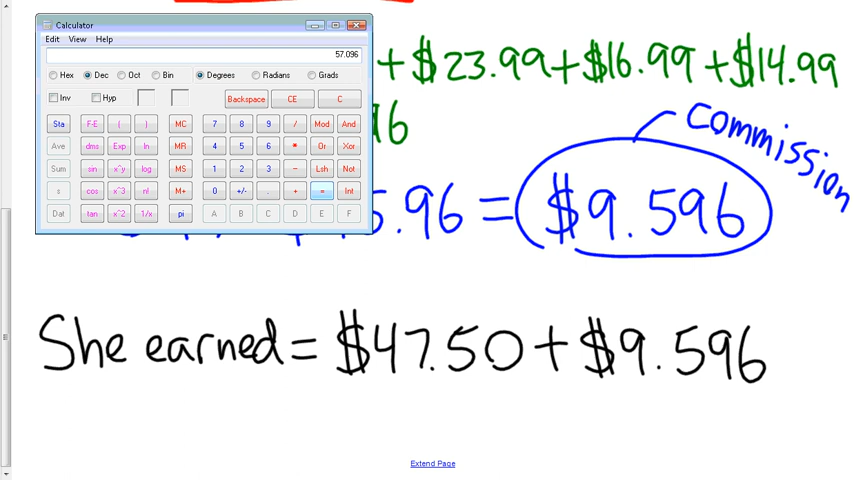 Calculator
Edit View Help
57.096
Hex Dec Oct Bin Degrees Radians Grads
Inv Hyp Backspace CE C
Sta F-E ( ) MC 7 8 9 / Mod And
Ave dms Exp ln MR 4 5 6 * Or Xor
Sum sin x^y log MS 1 2 3 - Lsh Not
s cos x^3 n! M+ 0 +/- . + = Int
Dat tan x^2 1/x pi A B C D E F
+ $23.99 + $16.99 + $14.99
Commission
5.96 = $9.596
She earned = $47.50 + $9.596
Extend Page